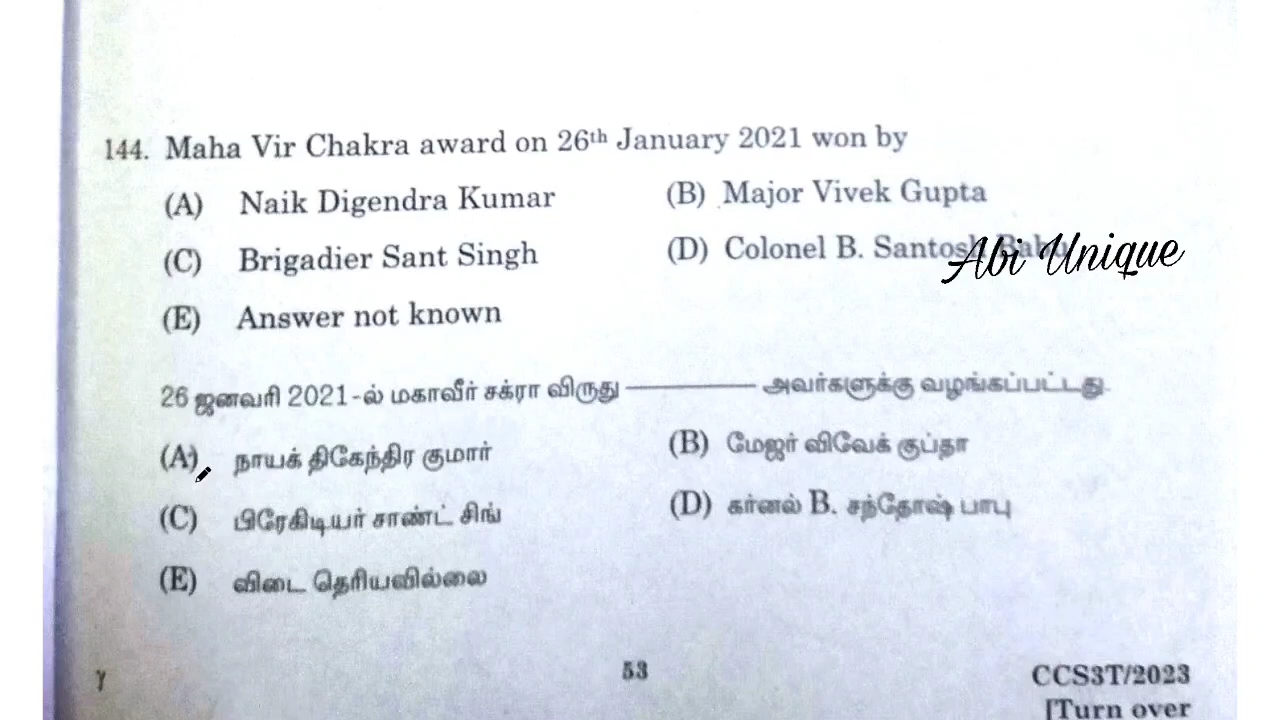 144. Maha Vir Chakra award on 26th January 2021 won by
(A) Naik Digendra Kumar (B) Major Vivek Gupta
(C) Brigadier Sant Singh (D) Colonel B. Santosh Babu
Abi Unique
(E) Answer not known
26 ஜனவரி 2021-ல் மகாவீர் சக்ரா விருது ———— அவர்களுக்கு வழங்கப்பட்டது.
(A) நாயக் திகேந்திர குமார் (B) மேஜர் விவேக் குப்தா
(C) பிரேகிடியர் சாண்ட் சிங் (D) கர்னல் B. சந்தோஷ் பாபு
(E) விடை தெரியவில்லை
γ 53 CCS3T/2023
[Turn over